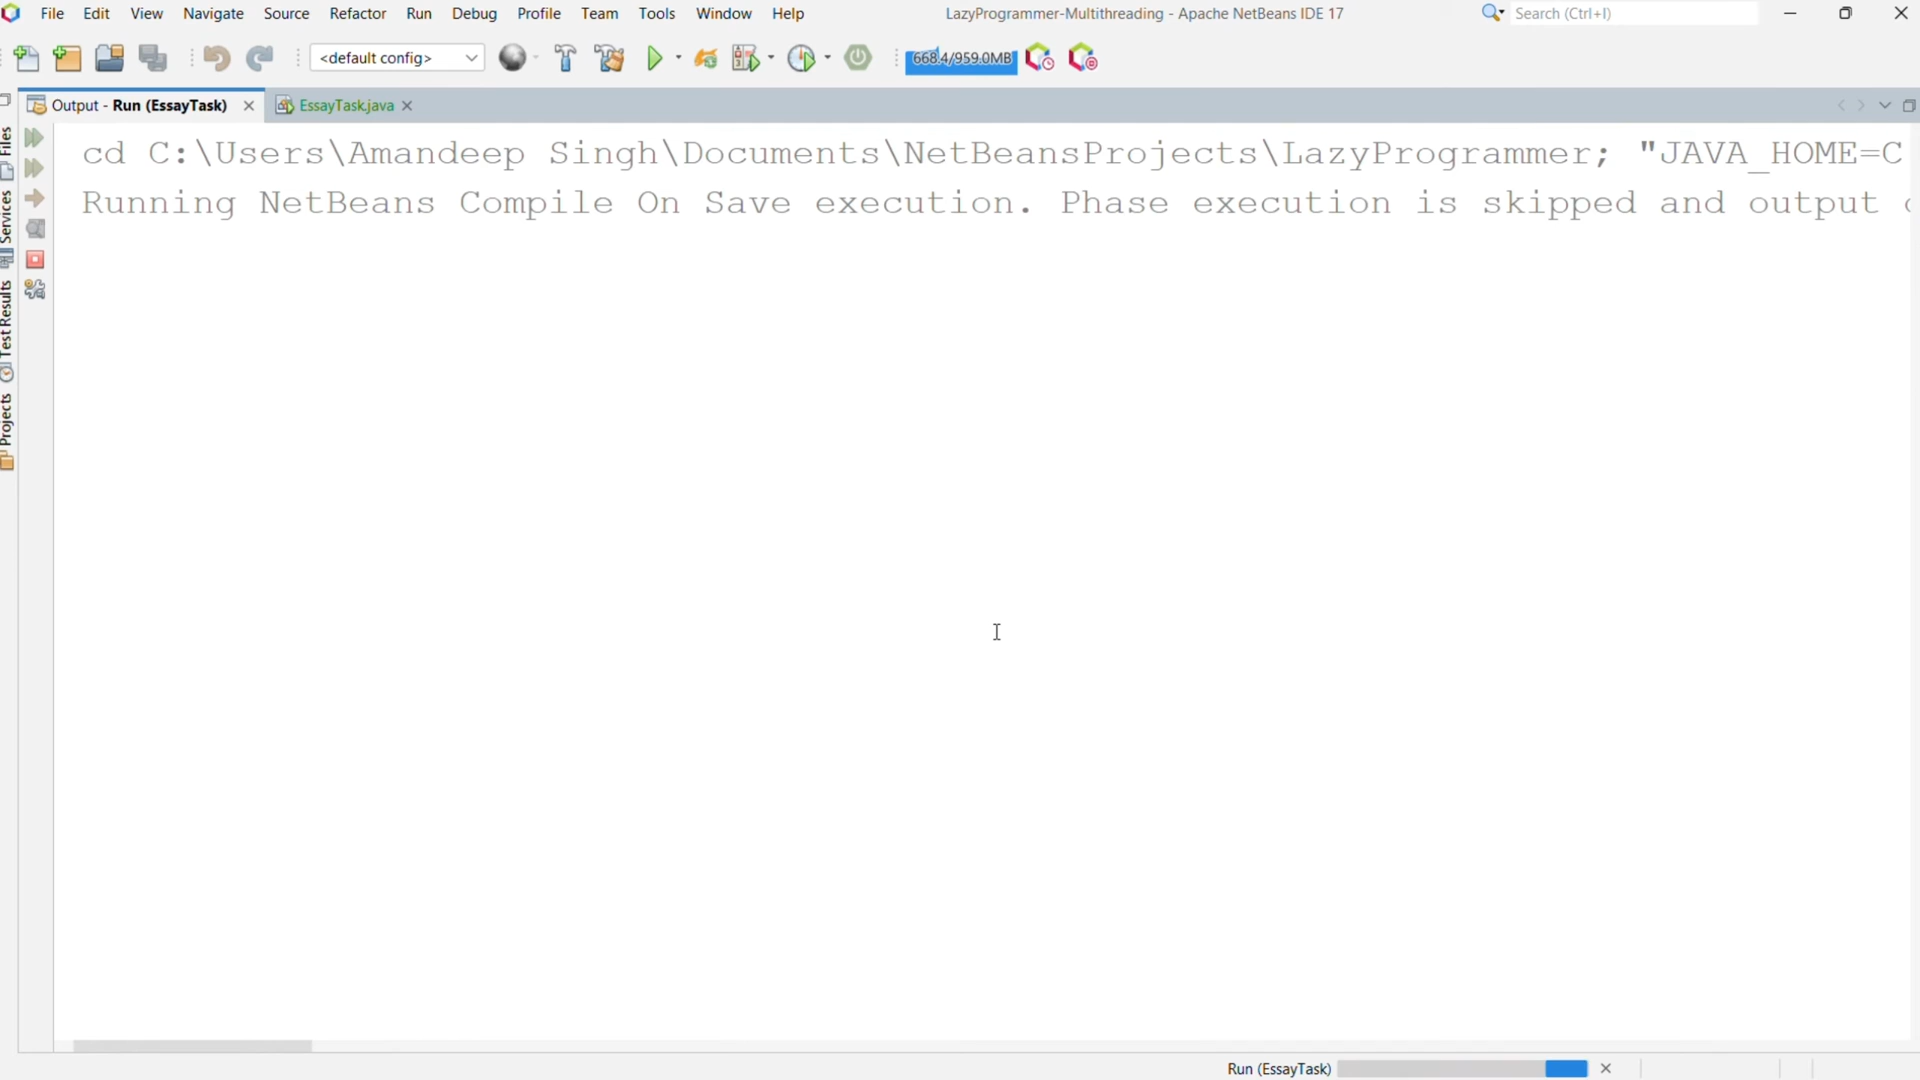 File Edit View Navigate Source Refactor Run Debug Profile Team Tools Window Help LazyProgrammer-Multithreading - Apache NetBeans IDE 17 Search (Ctrl+I)
<default config> 668.4/959.0MB
Output - Run (EssayTask) EssayTask.java
cd C:\Users\Amandeep Singh\Documents\NetBeansProjects\LazyProgrammer; "JAVA_HOME=C
Running NetBeans Compile On Save execution. Phase execution is skipped and output
Files
Services
Test Results
Projects
Run (EssayTask)